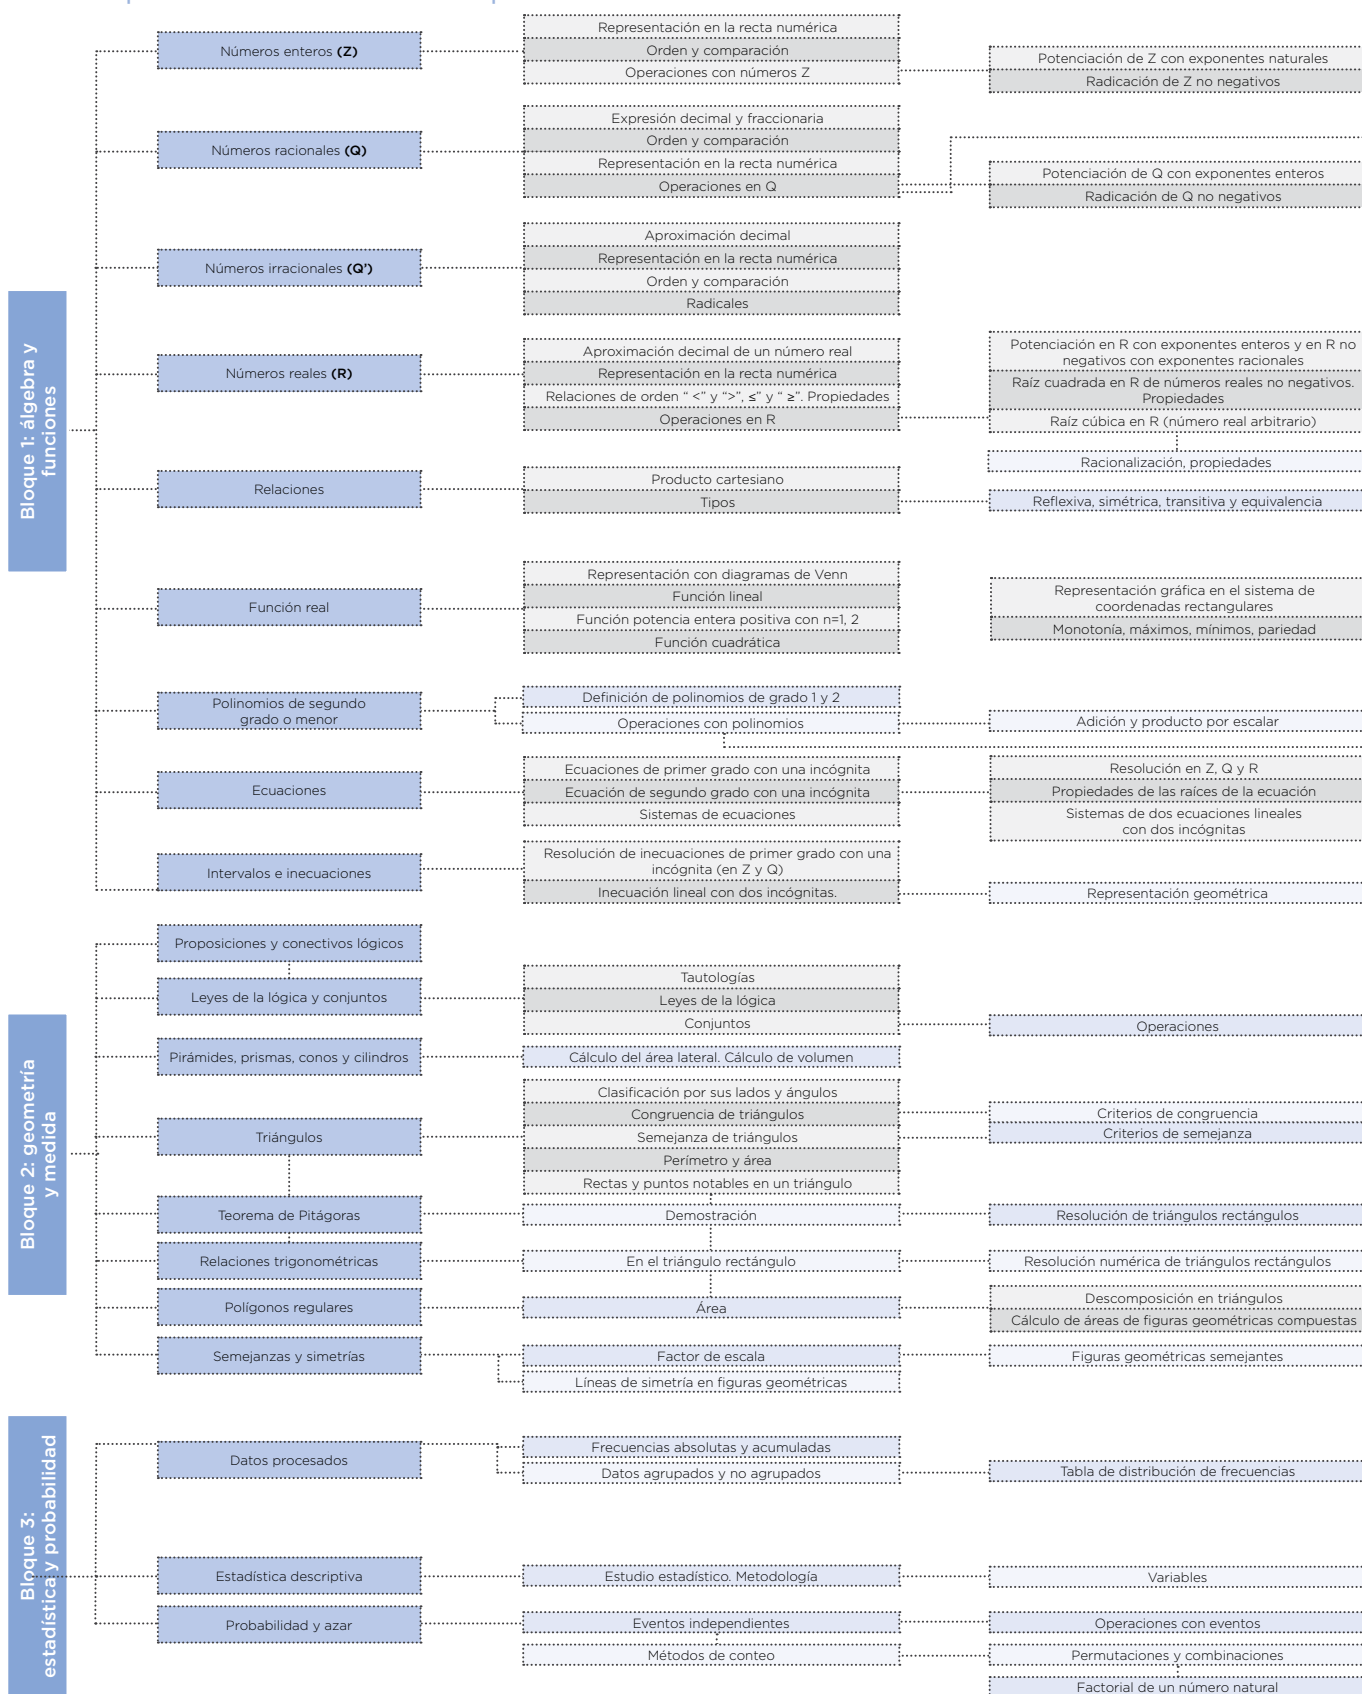 Bloque 1: álgebra y
funciones
Números enteros (Z)
Representación en la recta numérica
Orden y comparación
Operaciones con números Z
Potenciación de Z con exponentes naturales
Radicación de Z no negativos
Números racionales (Q)
Expresión decimal y fraccionaria
Orden y comparación
Representación en la recta numérica
Operaciones en Q
Potenciación de Q con exponentes enteros
Radicación de Q no negativos
Números irracionales (Q')
Aproximación decimal
Representación en la recta numérica
Orden y comparación
Radicales
Números reales (R)
Aproximación decimal de un número real
Representación en la recta numérica
Relaciones de orden “ <” y “>”, ≤” y “ ≥”. Propiedades
Operaciones en R
Potenciación en R con exponentes enteros y en R no
negativos con exponentes racionales
Raíz cuadrada en R de números reales no negativos.
Propiedades
Raíz cúbica en R (número real arbitrario)
Racionalización, propiedades
Relaciones
Producto cartesiano
Tipos
Reflexiva, simétrica, transitiva y equivalencia
Función real
Representación con diagramas de Venn
Función lineal
Función potencia entera positiva con n=1, 2
Función cuadrática
Representación gráfica en el sistema de
coordenadas rectangulares
Monotonía, máximos, mínimos, pariedad
Polinomios de segundo
grado o menor
Definición de polinomios de grado 1 y 2
Operaciones con polinomios
Adición y producto por escalar
Ecuaciones
Ecuaciones de primer grado con una incógnita
Ecuación de segundo grado con una incógnita
Sistemas de ecuaciones
Resolución en Z, Q y R
Propiedades de las raíces de la ecuación
Sistemas de dos ecuaciones lineales
con dos incógnitas
Intervalos e inecuaciones
Resolución de inecuaciones de primer grado con una
incógnita (en Z y Q)
Inecuación lineal con dos incógnitas.
Representación geométrica
Bloque 2: geometría
y medida
Proposiciones y conectivos lógicos
Leyes de la lógica y conjuntos
Tautologías
Leyes de la lógica
Conjuntos
Operaciones
Pirámides, prismas, conos y cilindros
Cálculo del área lateral. Cálculo de volumen
Triángulos
Clasificación por sus lados y ángulos
Congruencia de triángulos
Semejanza de triángulos
Perímetro y área
Rectas y puntos notables en un triángulo
Criterios de congruencia
Criterios de semejanza
Teorema de Pitágoras
Demostración
Resolución de triángulos rectángulos
Relaciones trigonométricas
En el triángulo rectángulo
Resolución numérica de triángulos rectángulos
Polígonos regulares
Área
Descomposición en triángulos
Cálculo de áreas de figuras geométricas compuestas
Semejanzas y simetrías
Factor de escala
Líneas de simetría en figuras geométricas
Figuras geométricas semejantes
Bloque 3:
estadística y probabilidad
Datos procesados
Frecuencias absolutas y acumuladas
Datos agrupados y no agrupados
Tabla de distribución de frecuencias
Estadística descriptiva
Estudio estadístico. Metodología
Variables
Probabilidad y azar
Eventos independientes
Métodos de conteo
Operaciones con eventos
Permutaciones y combinaciones
Factorial de un número natural